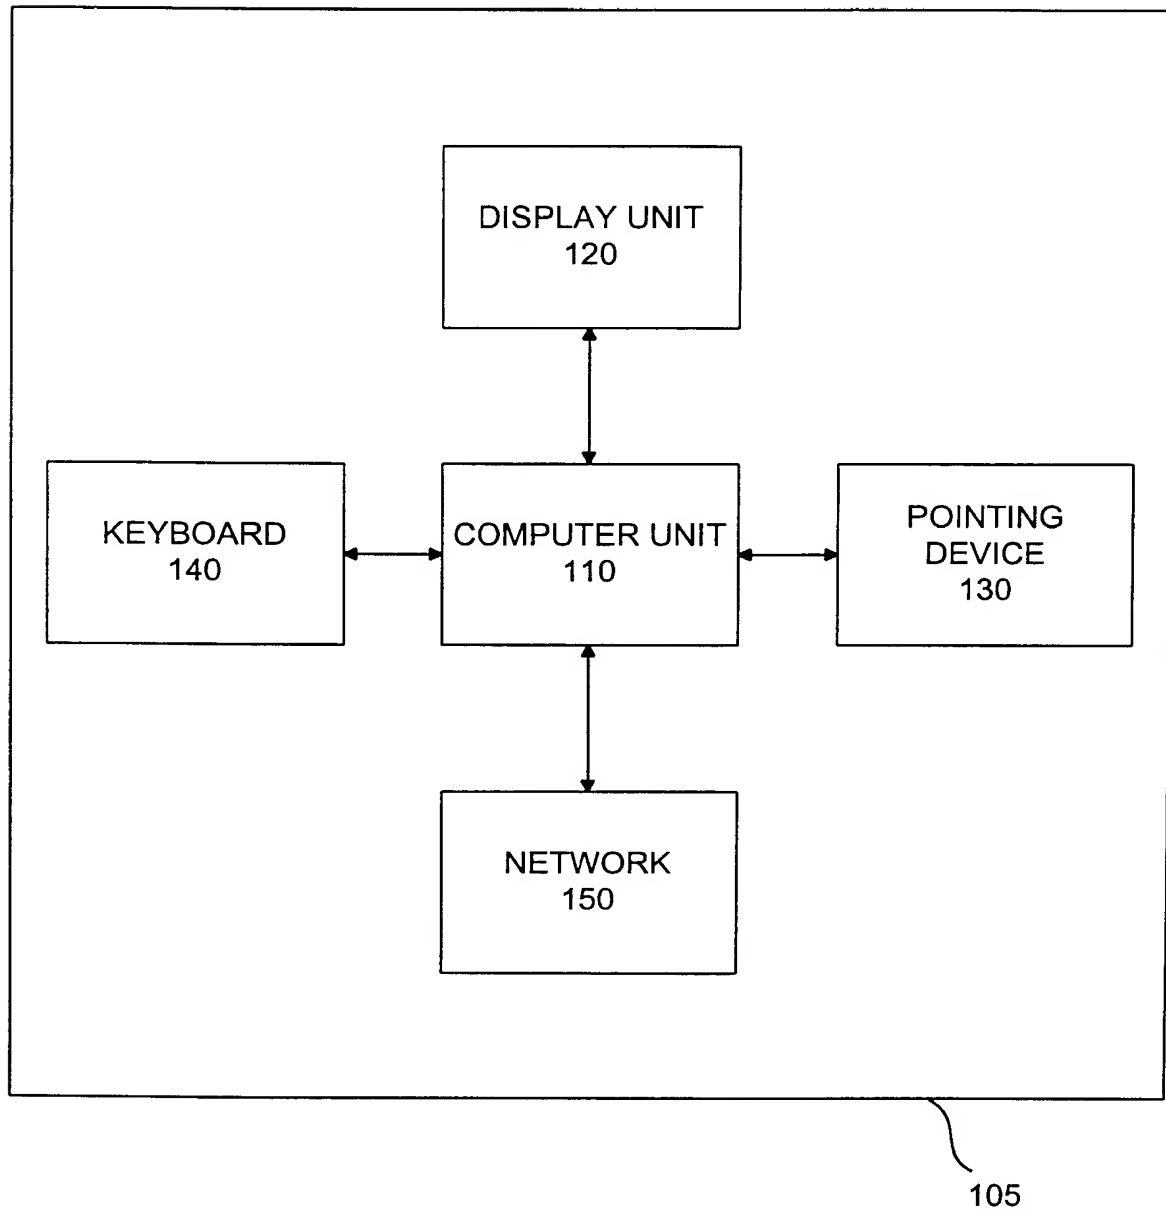 DISPLAY UNIT
120
KEYBOARD
140
COMPUTER UNIT
110
POINTING
DEVICE
130
NETWORK
150
105